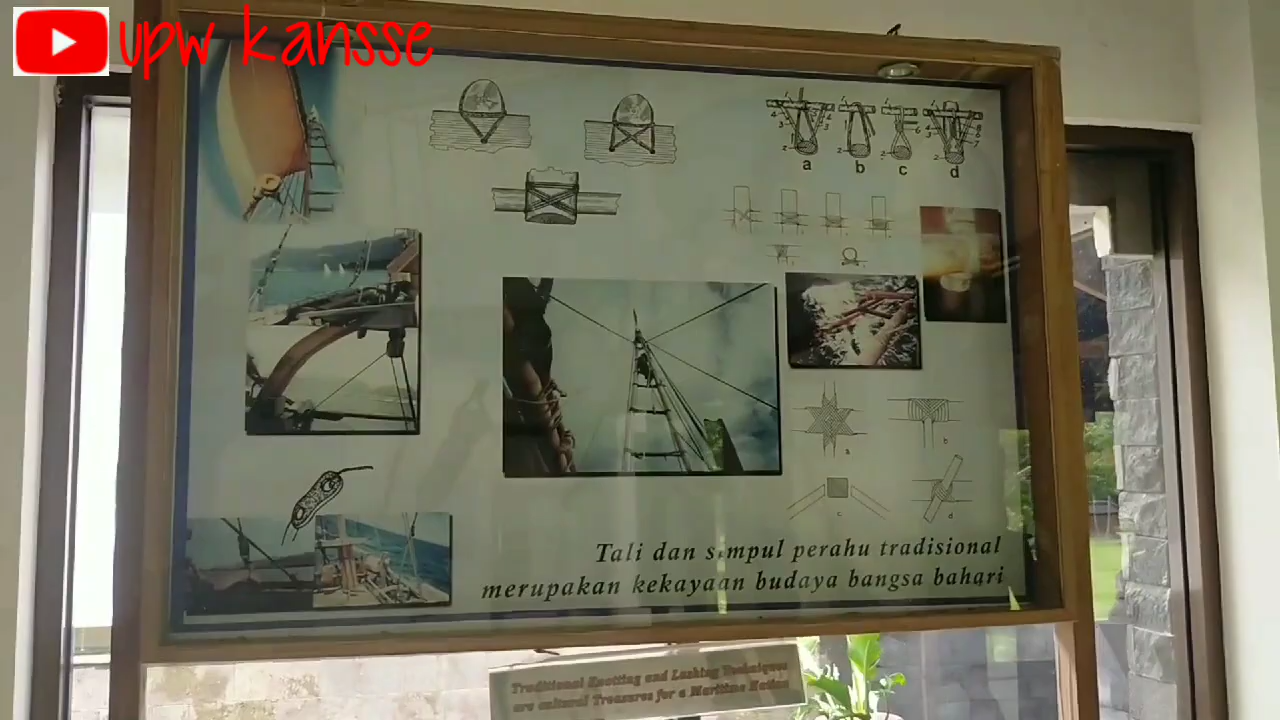 upw kansse
a b c d
a b
c d
Tali dan simpul perahu tradisional
merupakan kekayaan budaya bangsa bahari
Traditional Knotting and Lashing Techniques
are cultural Treasures for a Maritime Nation